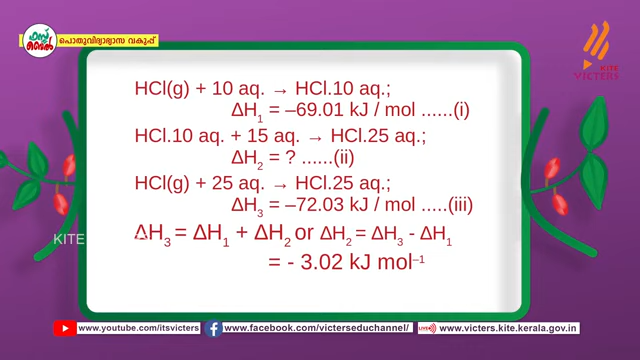 ഫസ്റ്റ് ബെൽ
പൊതുവിദ്യാഭ്യാസ വകുപ്പ്
KITE
VICTERS
HCl(g) + 10 aq. → HCl.10 aq.;
ΔH₁ = –69.01 kJ / mol ......(i)
HCl.10 aq. + 15 aq. → HCl.25 aq.;
ΔH₂ = ? ......(ii)
HCl(g) + 25 aq. → HCl.25 aq.;
ΔH₃ = –72.03 kJ / mol .....(iii)
ΔH₃ = ΔH₁ + ΔH₂ or ΔH₂ = ΔH₃ - ΔH₁
= - 3.02 kJ mol⁻¹
KITE
www.youtube.com/itsvicters
www.facebook.com/victerseduchannel/
LIVE
www.victers.kite.kerala.gov.in